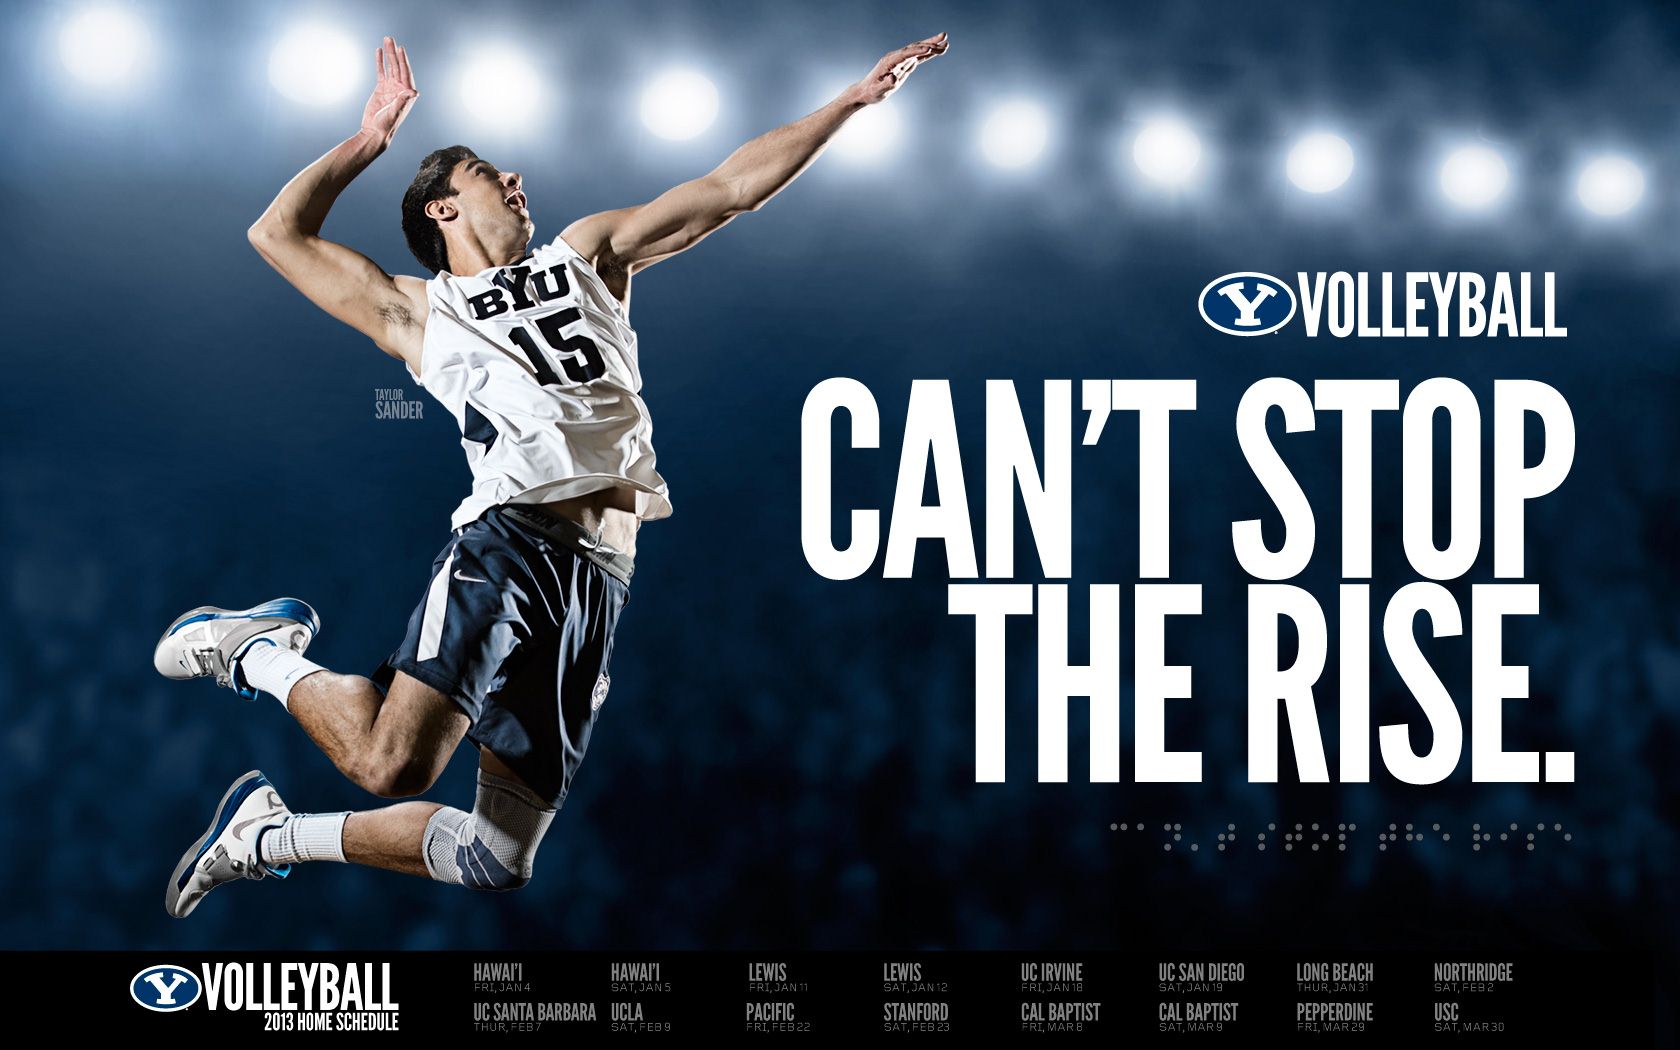 BYU
15
TAYLOR
SANDER
Y VOLLEYBALL
CAN'T STOP
THE RISE.
⠉⠁⠝⠄⠞ ⠎⠞⠕⠏ ⠞⠓⠑ ⠗⠊⠎⠑
Y VOLLEYBALL
2013 HOME SCHEDULE
HAWAI'I
FRI, JAN 4
HAWAI'I
SAT, JAN 5
LEWIS
FRI, JAN 11
LEWIS
SAT, JAN 12
UC IRVINE
FRI, JAN 18
UC SAN DIEGO
SAT, JAN 19
LONG BEACH
THUR, JAN 31
NORTHRIDGE
SAT, FEB 2
UC SANTA BARBARA
THUR, FEB 7
UCLA
SAT, FEB 9
PACIFIC
FRI, FEB 22
STANFORD
SAT, FEB 23
CAL BAPTIST
FRI, MAR 8
CAL BAPTIST
SAT, MAR 9
PEPPERDINE
FRI, MAR 29
USC
SAT, MAR 30